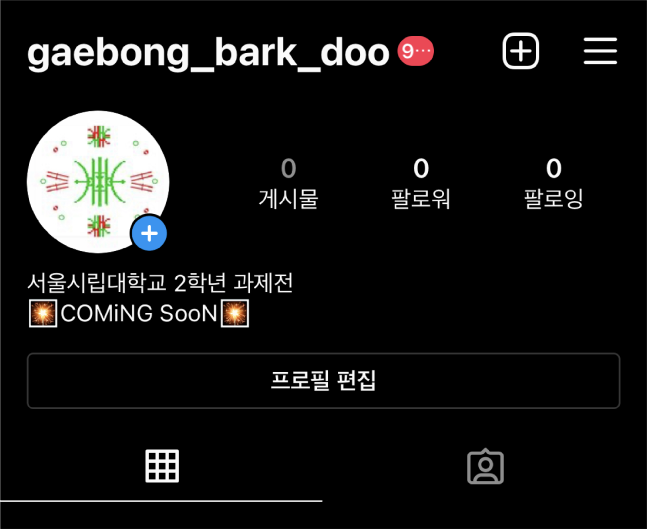 gaebong_bark_doo 9···
0 0 0
게시물 팔로워 팔로잉
서울시립대학교 2학년 과제전
💥COMiNG SooN💥
프로필 편집